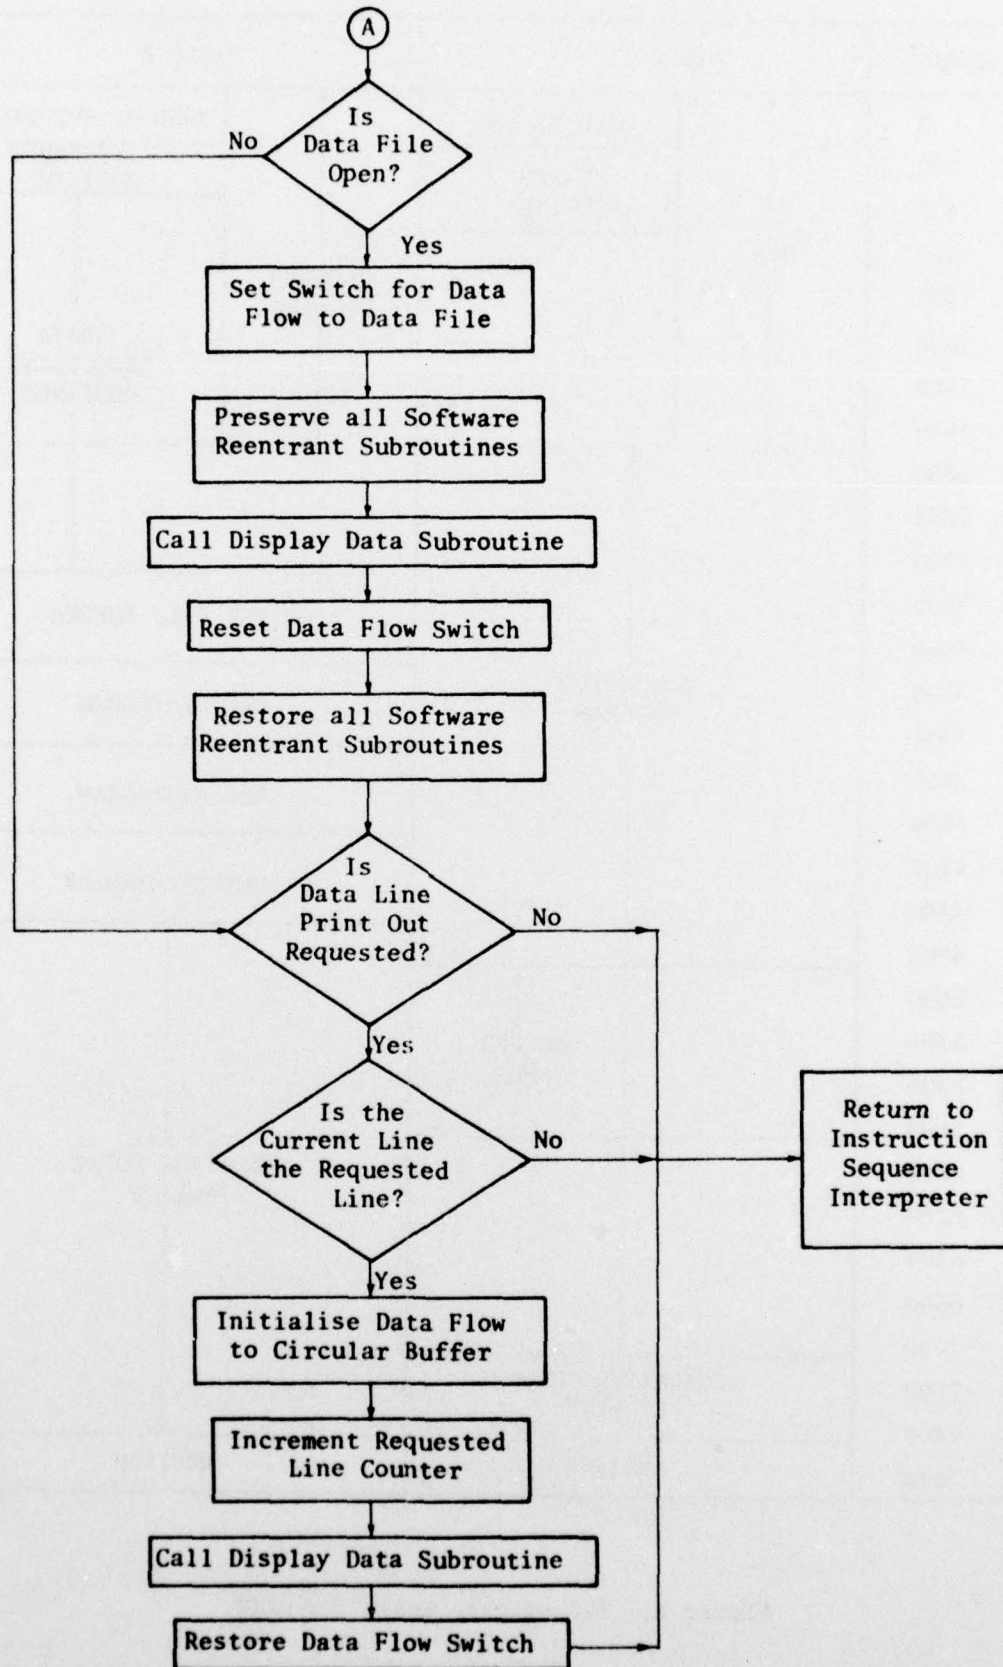 A
Is
Data File
Open?
No
Yes
Set Switch for Data
Flow to Data File
Preserve all Software
Reentrant Subroutines
Call Display Data Subroutine
Reset Data Flow Switch
Restore all Software
Reentrant Subroutines
Is
Data Line
Print Out
Requested?
No
Yes
Is the
Current Line
the Requested
Line?
No
Return to
Instruction
Sequence
Interpreter
Yes
Initialise Data Flow
to Circular Buffer
Increment Requested
Line Counter
Call Display Data Subroutine
Restore Data Flow Switch